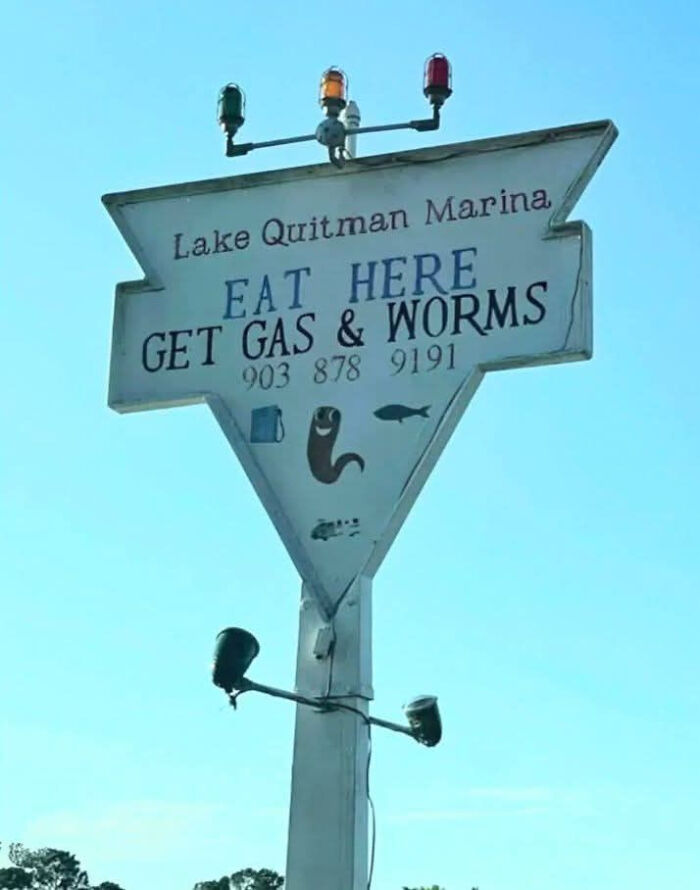 Lake Quitman Marina
EAT HERE
GET GAS & WORMS
903 878 9191